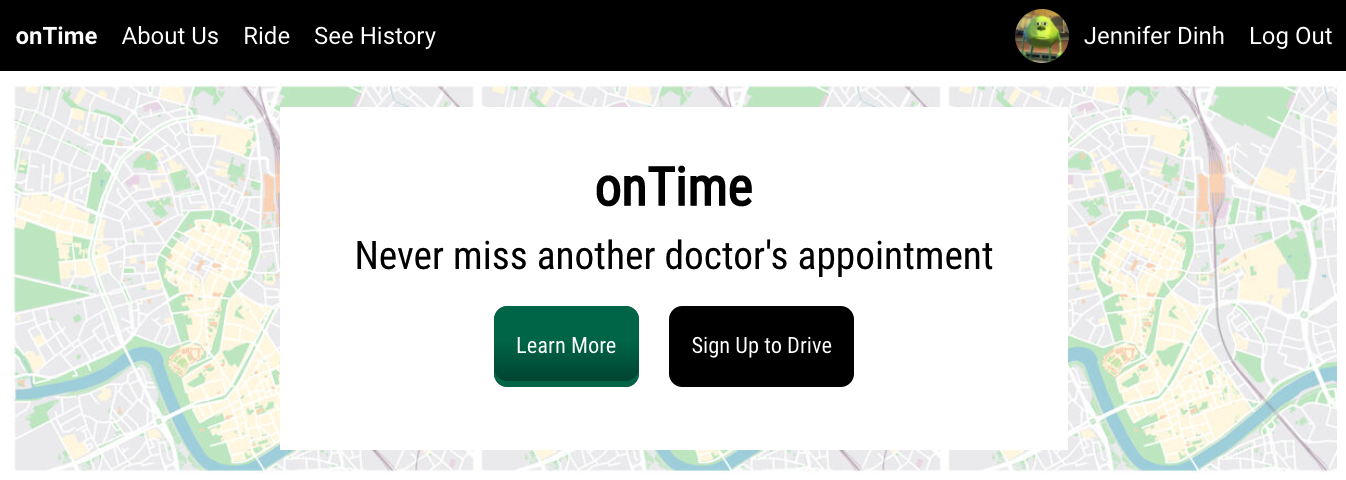 onTime About Us Ride See History Jennifer Dinh Log Out
onTime
Never miss another doctor's appointment
Learn More Sign Up to Drive